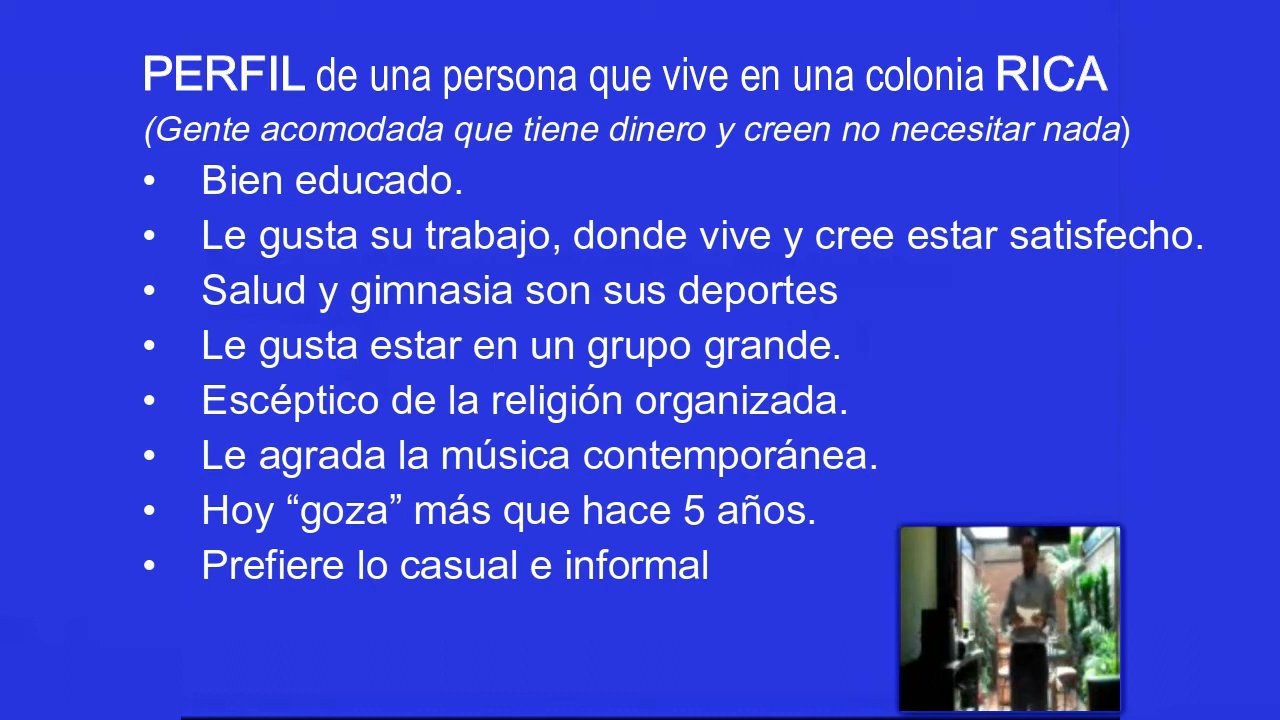 PERFIL de una persona que vive en una colonia RICA
(Gente acomodada que tiene dinero y creen no necesitar nada)
• Bien educado.
• Le gusta su trabajo, donde vive y cree estar satisfecho.
• Salud y gimnasia son sus deportes
• Le gusta estar en un grupo grande.
• Escéptico de la religión organizada.
• Le agrada la música contemporánea.
• Hoy “goza” más que hace 5 años.
• Prefiere lo casual e informal